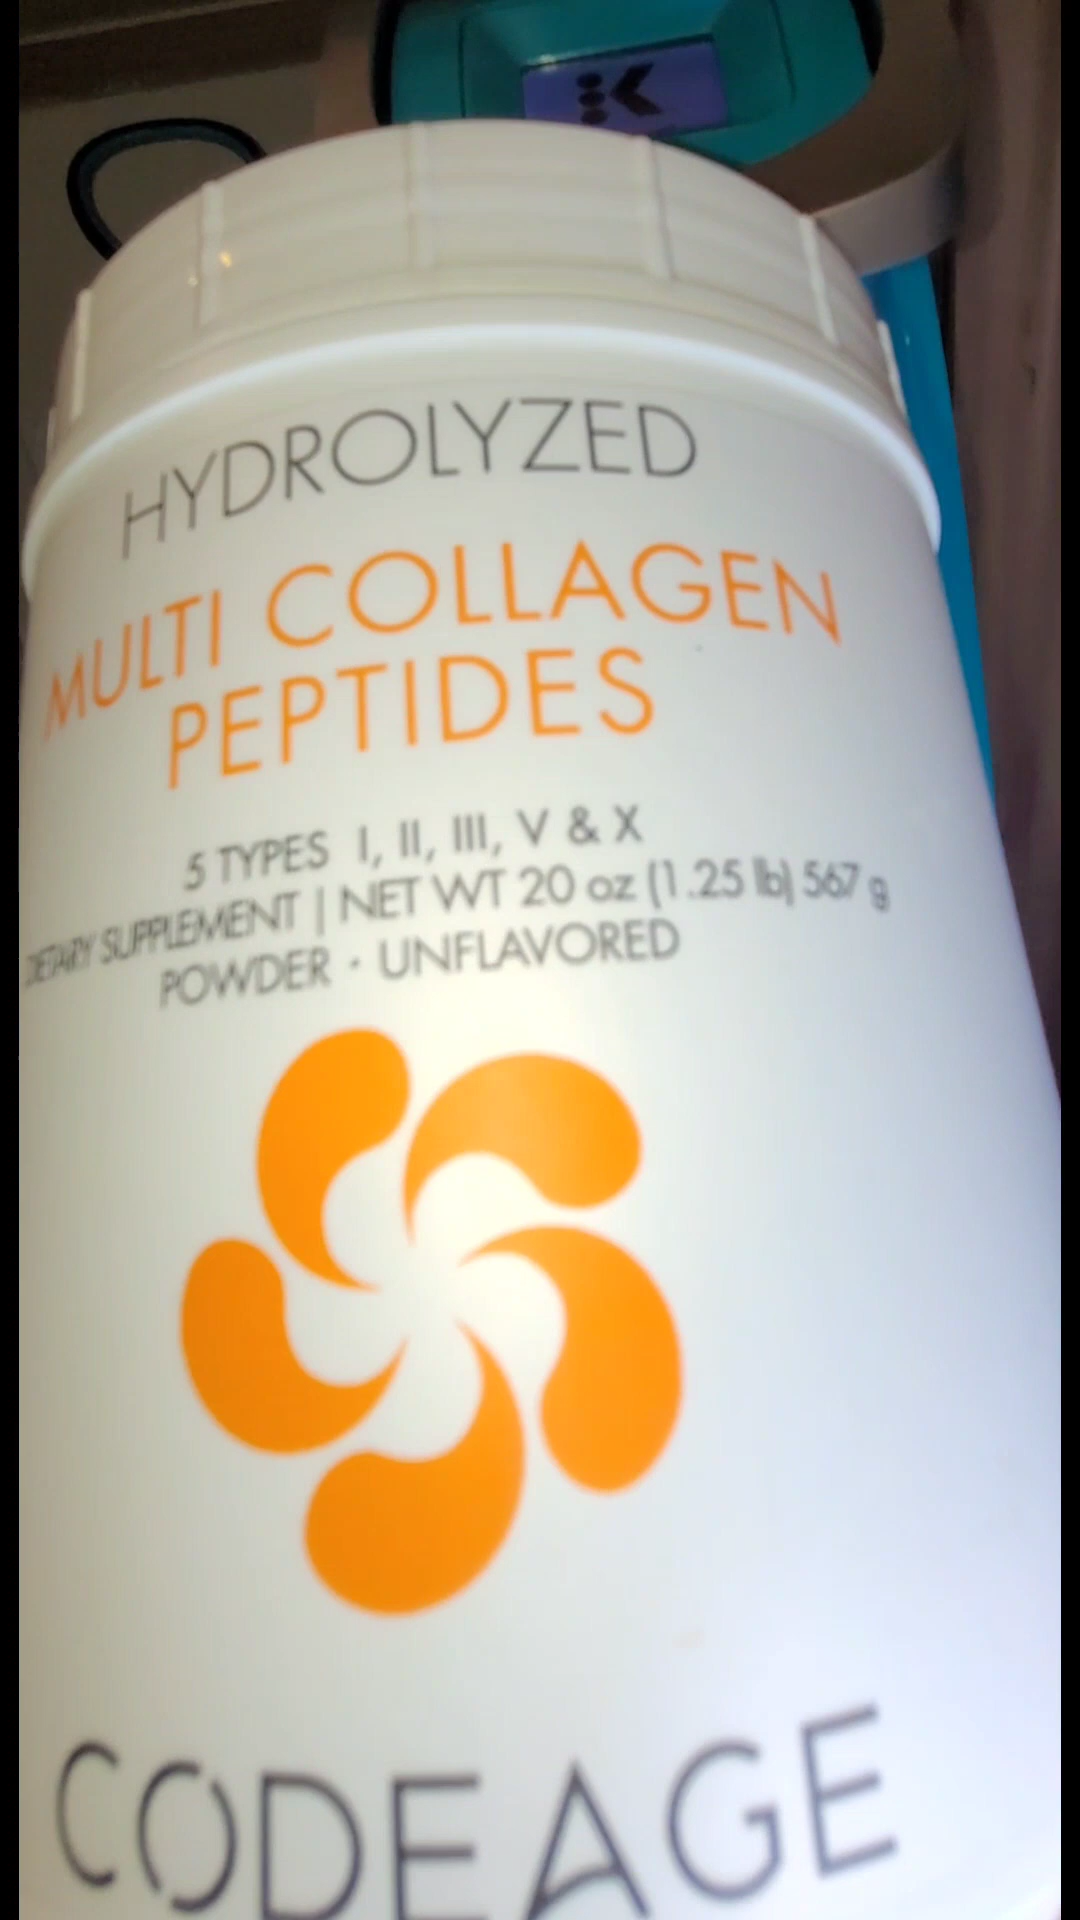 HYDROLYZED
MULTI COLLAGEN
PEPTIDES
5 TYPES I, II, III, V & X
DIETARY SUPPLEMENT | NET WT 20 oz (1.25 lb) 567 g
POWDER · UNFLAVORED
CODEAGE